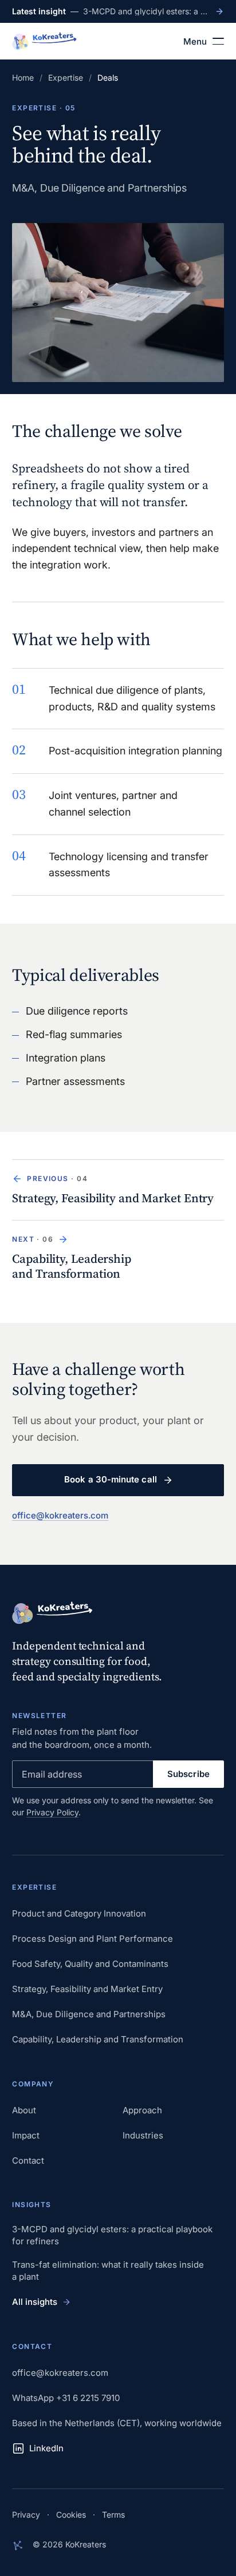 Latest insight — 3-MCPD and glycidyl esters: a ... →
KoKreaters
Menu
Home / Expertise / Deals
EXPERTISE · 05
See what is really
behind the deal.
M&A, Due Diligence and Partnerships
The challenge we solve
Spreadsheets do not show a tired
refinery, a fragile quality system or a
technology that will not transfer.
We give buyers, investors and partners an
independent technical view, then help make
the integration work.
What we help with
01 Technical due diligence of plants,
products, R&D and quality systems
02 Post-acquisition integration planning
03 Joint ventures, partner and
channel selection
04 Technology licensing and transfer
assessments
Typical deliverables
— Due diligence reports
— Red-flag summaries
— Integration plans
— Partner assessments
← PREVIOUS · 04
Strategy, Feasibility and Market Entry
NEXT · 06 →
Capability, Leadership
and Transformation
Have a challenge worth
solving together?
Tell us about your product, your plant or
your decision.
Book a 30-minute call →
office@kokreaters.com
KoKreaters
Independent technical and
strategy consulting for food,
feed and specialty ingredients.
NEWSLETTER
Field notes from the plant floor
and the boardroom, once a month.
Email address Subscribe
We use your address only to send the newsletter. See
our Privacy Policy.
EXPERTISE
Product and Category Innovation
Process Design and Plant Performance
Food Safety, Quality and Contaminants
Strategy, Feasibility and Market Entry
M&A, Due Diligence and Partnerships
Capability, Leadership and Transformation
COMPANY
About Approach
Impact Industries
Contact
INSIGHTS
3-MCPD and glycidyl esters: a practical playbook
for refiners
Trans-fat elimination: what it really takes inside
a plant
All insights →
CONTACT
office@kokreaters.com
WhatsApp +31 6 2215 7910
Based in the Netherlands (CET), working worldwide
LinkedIn
Privacy · Cookies · Terms
© 2026 KoKreaters